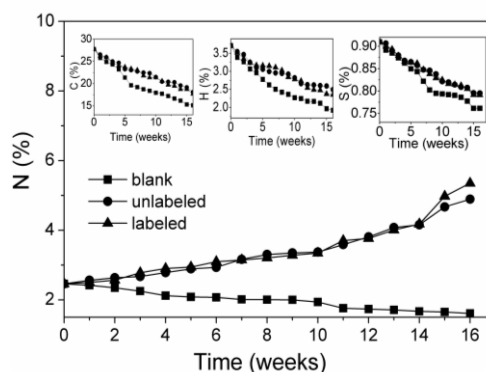 10
8
6
4
2
N (%)
0 2 4 6 8 10 12 14 16
Time (weeks)
blank
unlabeled
labeled
30
25
20
15
C (%)
0 5 10 15
Time (weeks)
3.5
3.0
2.5
2.0
H (%)
0 5 10 15
Time (weeks)
0.90
0.85
0.80
0.75
S (%)
0 5 10 15
Time (weeks)